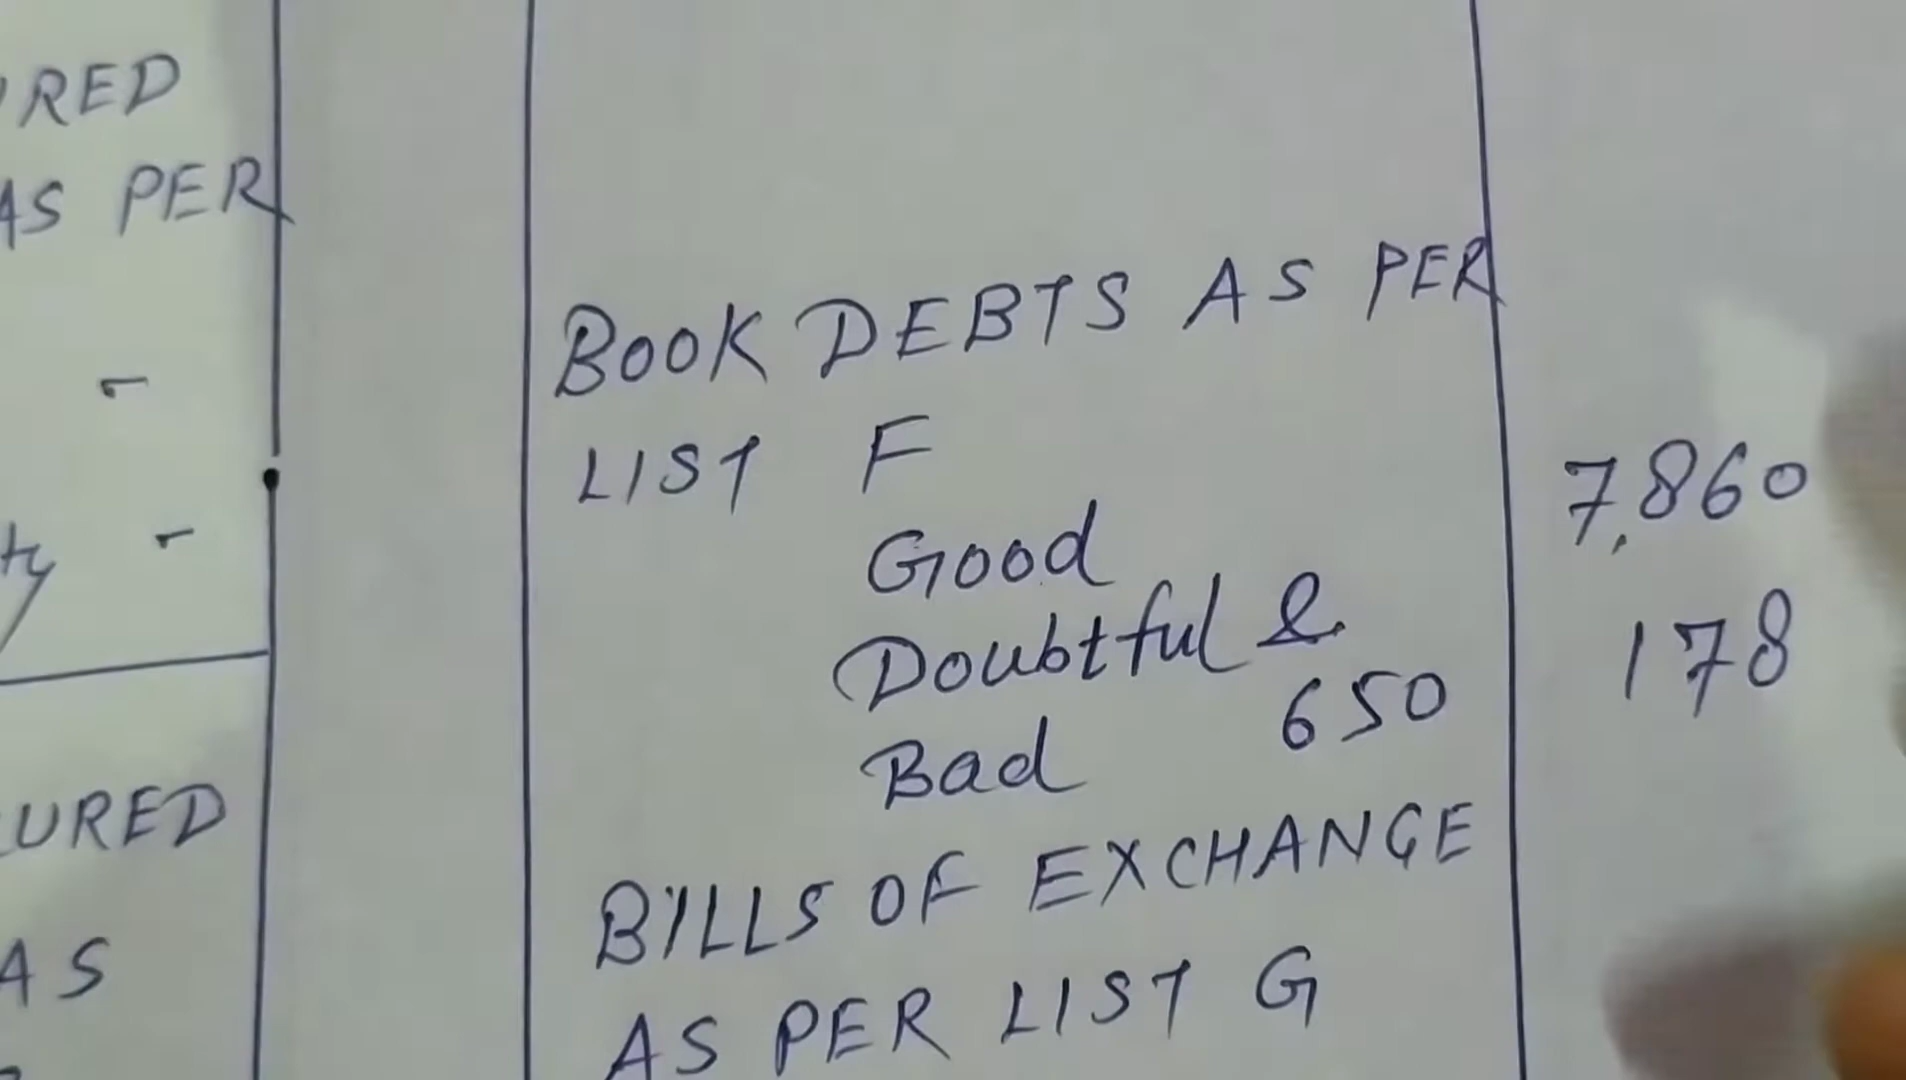 RED
AS PER
ty
URED
AS
BOOK DEBTS AS PER
LIST F
Good 7,860
Doubtful &
Bad 650 178
BILLS OF EXCHANGE
AS PER LIST G